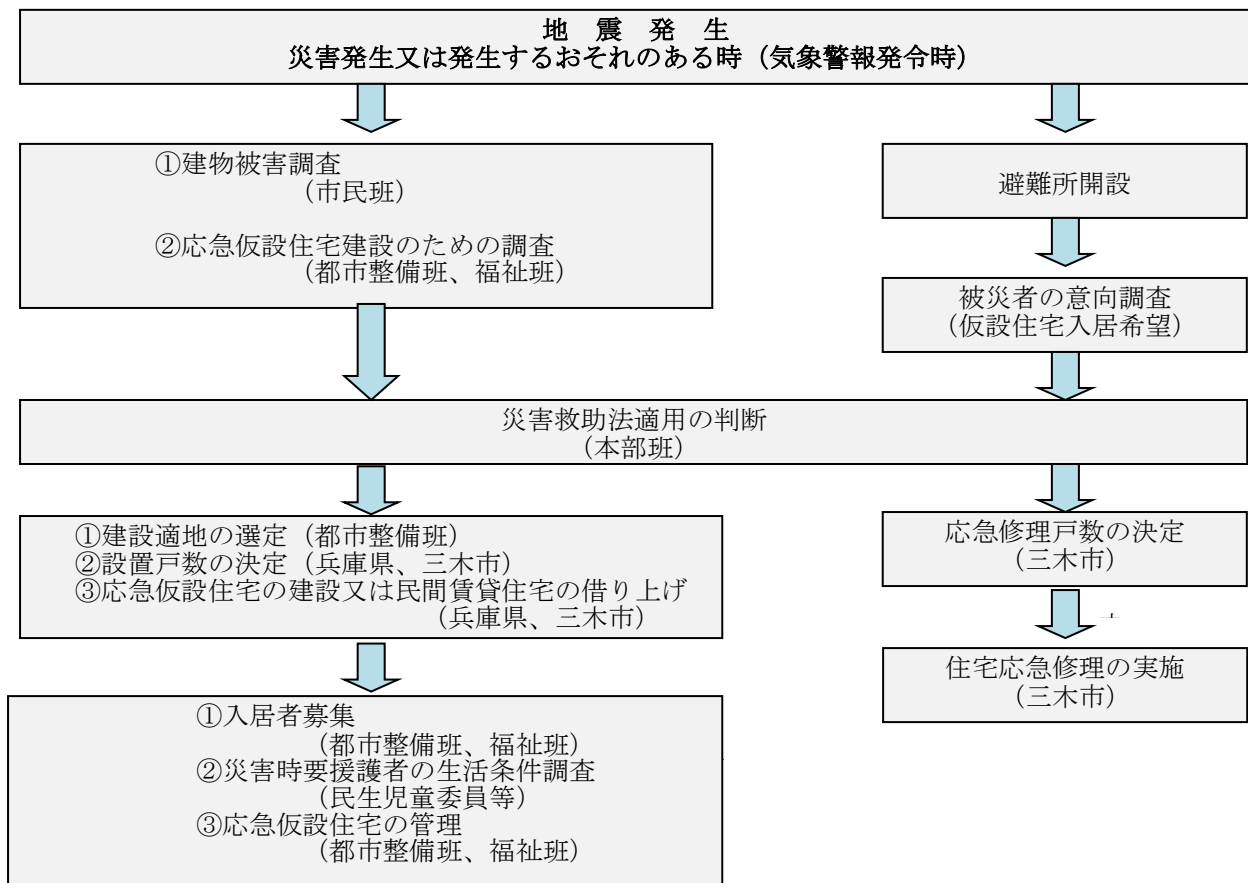 地　震　発　生
災害発生又は発生するおそれのある時（気象警報発令時）
①建物被害調査
（市民班）
②応急仮設住宅建設のための調査
（都市整備班、福祉班）
避難所開設
被災者の意向調査
（仮設住宅入居希望）
災害救助法適用の判断
（本部班）
①建設適地の選定（都市整備班）
②設置戸数の決定（兵庫県、三木市）
③応急仮設住宅の建設又は民間賃貸住宅の借り上げ
（兵庫県、三木市）
応急修理戸数の決定
（三木市）
住宅応急修理の実施
（三木市）
①入居者募集
（都市整備班、福祉班）
②災害時要援護者の生活条件調査
（民生児童委員等）
③応急仮設住宅の管理
（都市整備班、福祉班）